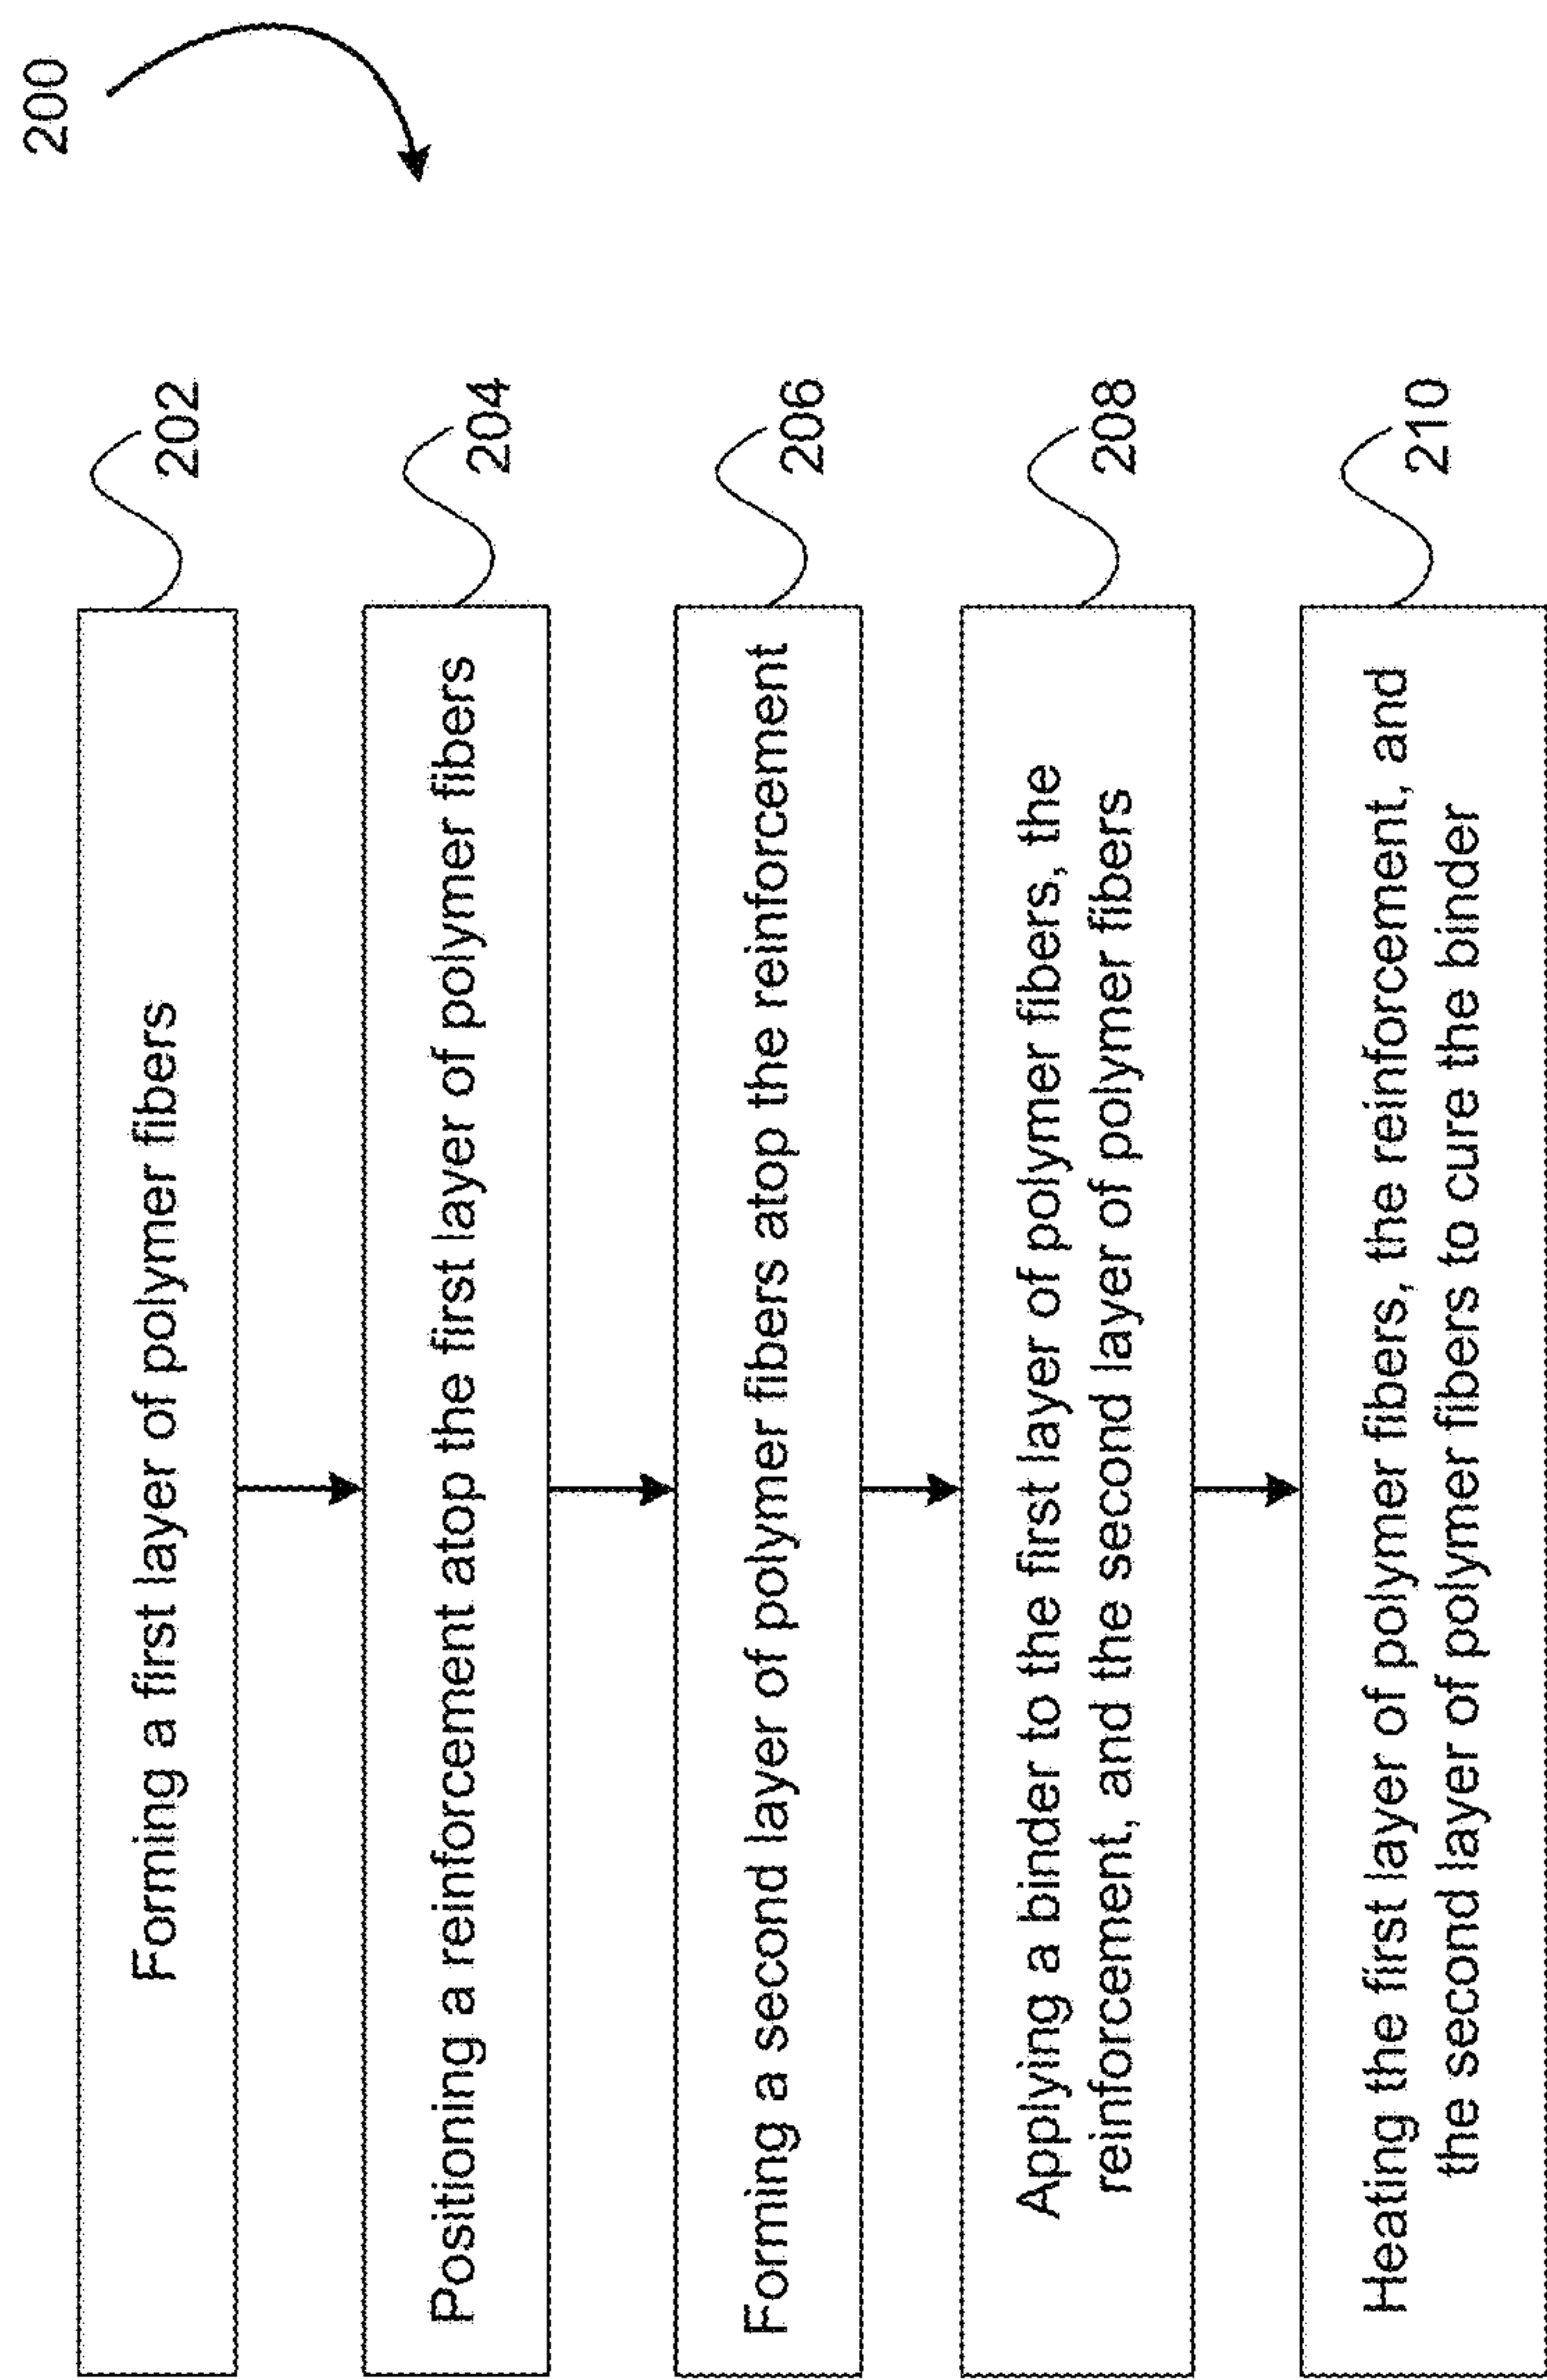 200
Forming a first layer of polymer fibers
202
Positioning a reinforcement atop the first layer of polymer fibers
204
Forming a second layer of polymer fibers atop the reinforcement
206
Applying a binder to the first layer of polymer fibers, the
reinforcement, and the second layer of polymer fibers
208
Heating the first layer of polymer fibers, the reinforcement, and
the second layer of polymer fibers to cure the binder
210